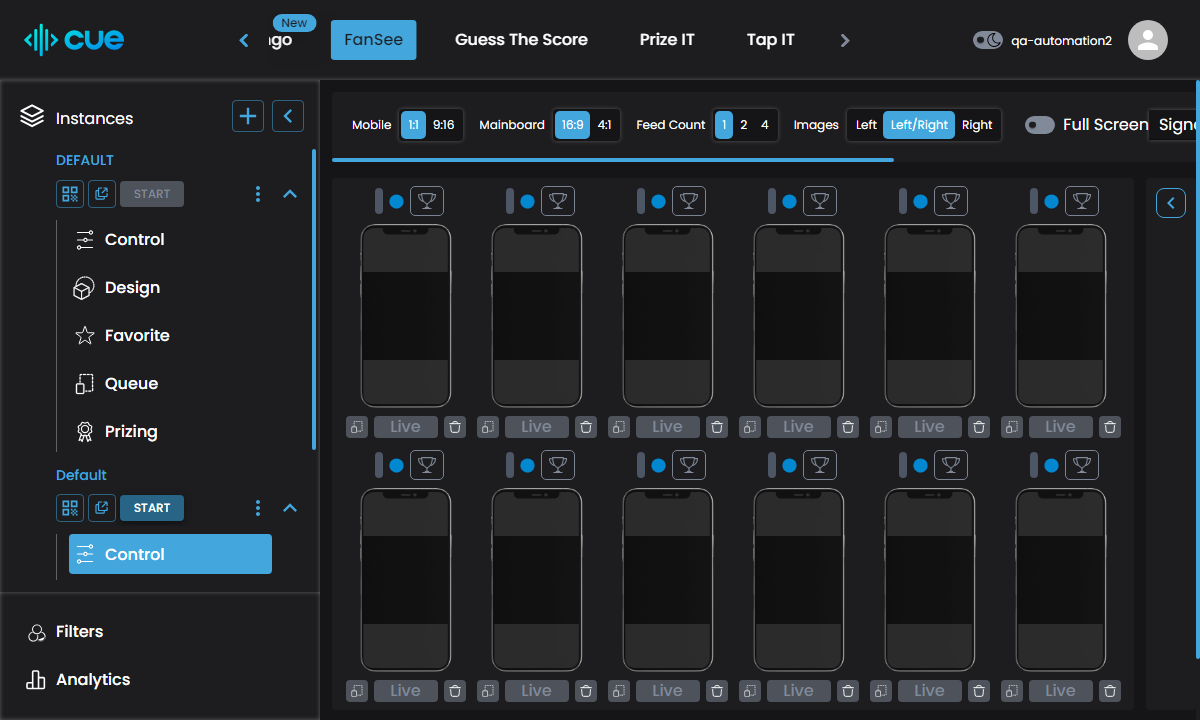 cue
New
ngo
FanSee
Guess The Score
Prize IT
Tap IT
qa-automation2
Instances
DEFAULT
START
Control
Design
Favorite
Queue
Prizing
Default
START
Control
Filters
Analytics
Mobile 1:1 9:16 Mainboard 16:9 4:1 Feed Count 1 2 4 Images Left Left/Right Right Full Screen
Live Live Live Live Live Live
Live Live Live Live Live Live